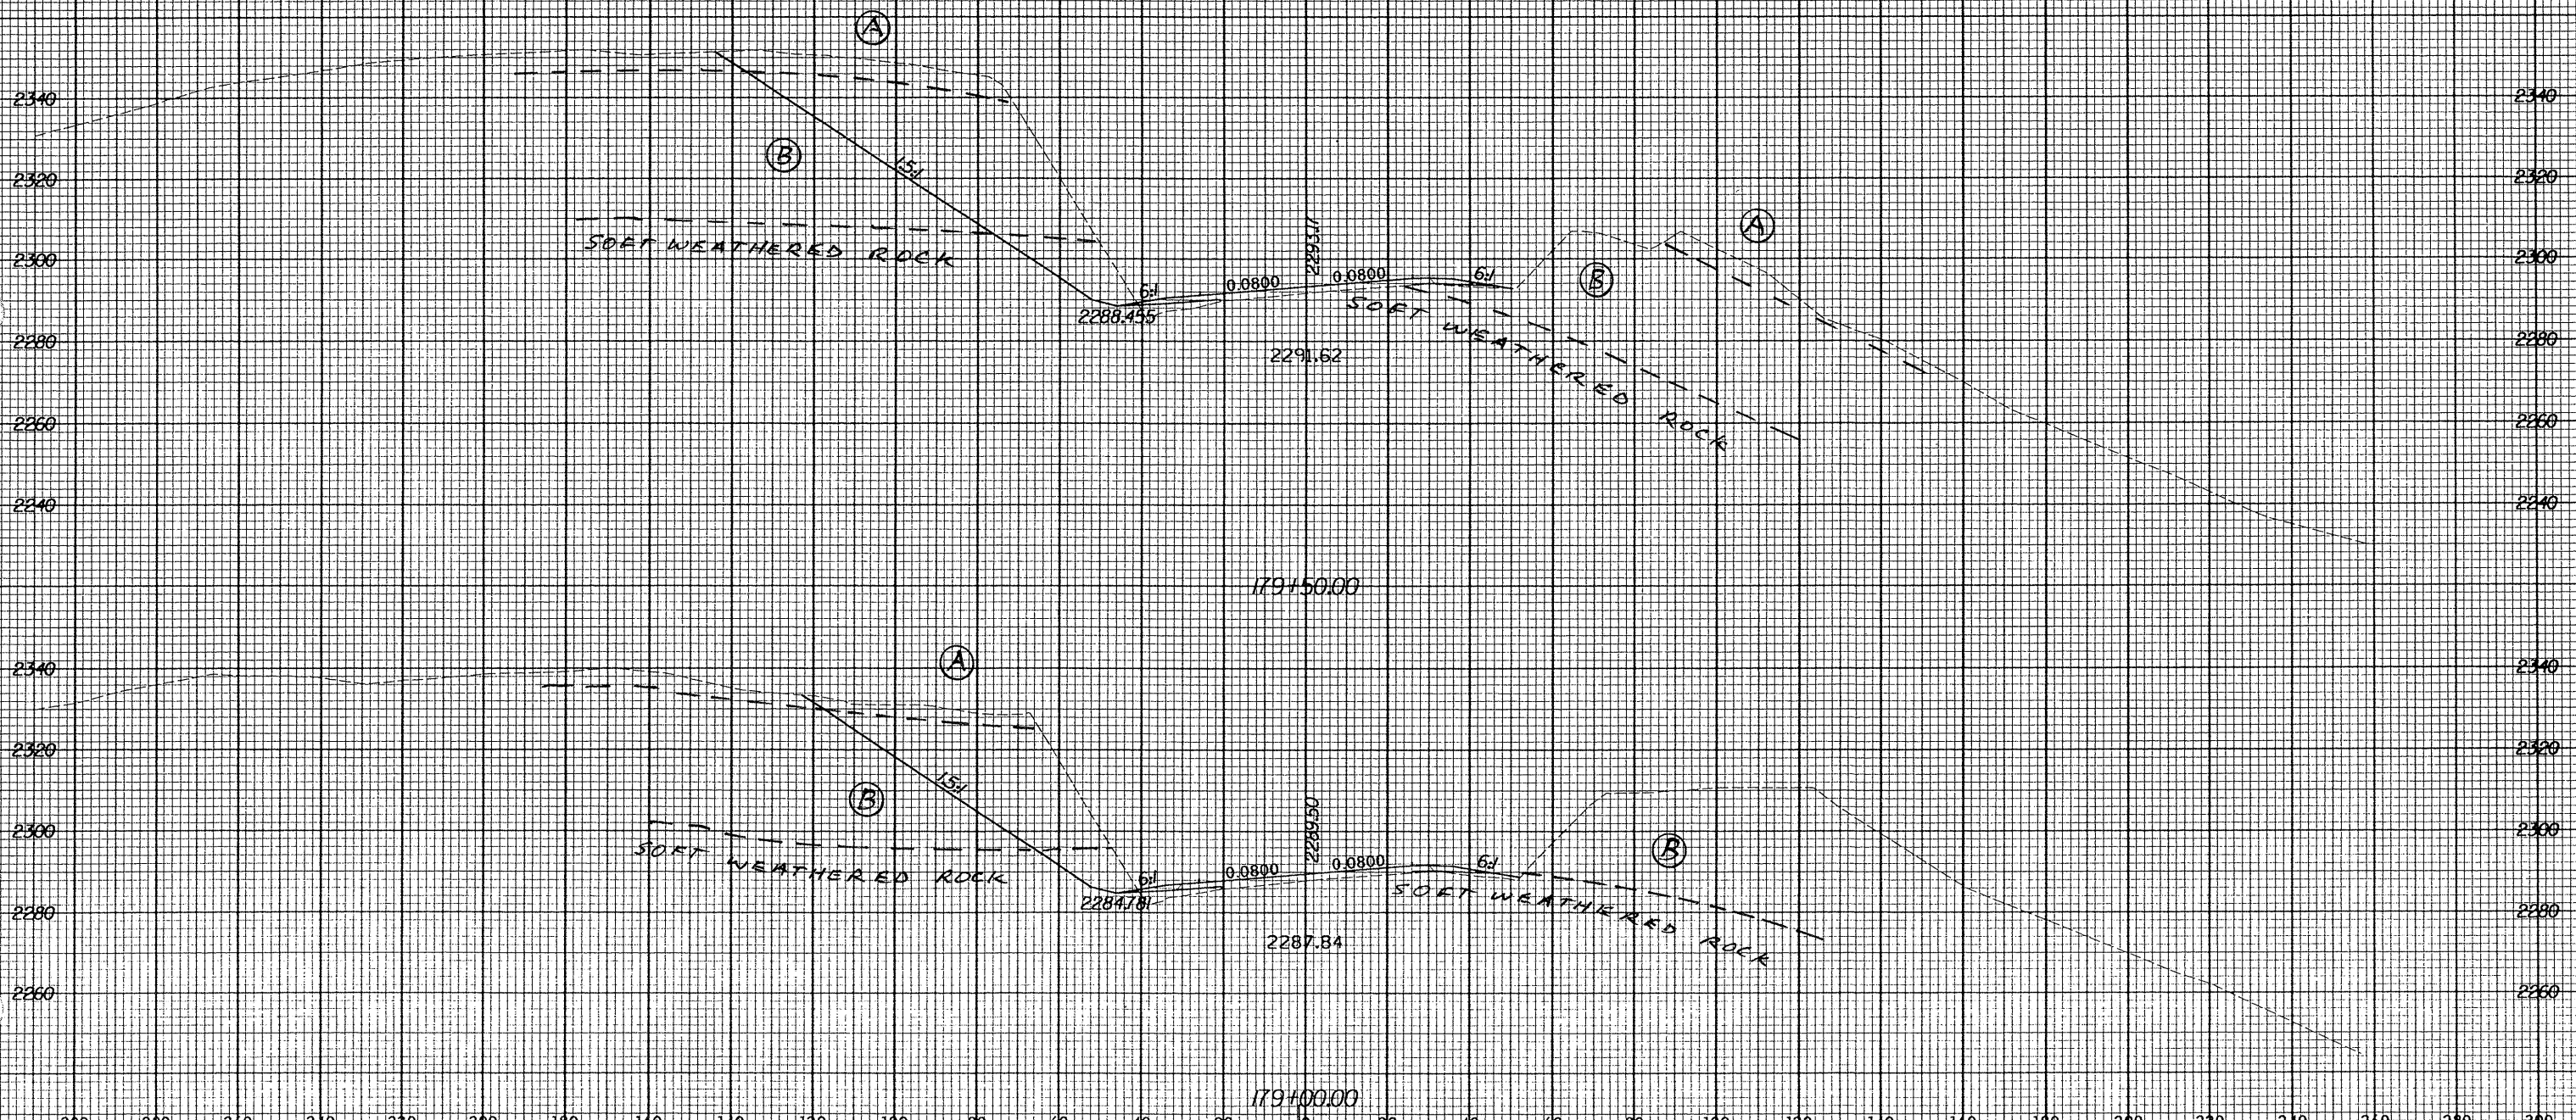 A
2340 2340
B
1.5:1
2320 2320
SOFT WEATHERED ROCK
A
2300 2300
2293.17
6:1 0.0800 0.0800 6:1
B
2288.455
SOFT WEATHERED ROCK
2280 2280
2291.62
2260 2260
2240 2240
179+50.00
A
2340 2340
2320 2320
1.5:1
B
2300 2300
SOFT WEATHERED ROCK
2289.50
6:1 0.0800 0.0800 6:1
B
2284.781
SOFT WEATHERED ROCK
2280 2280
2287.84
2260 2260
179+00.00